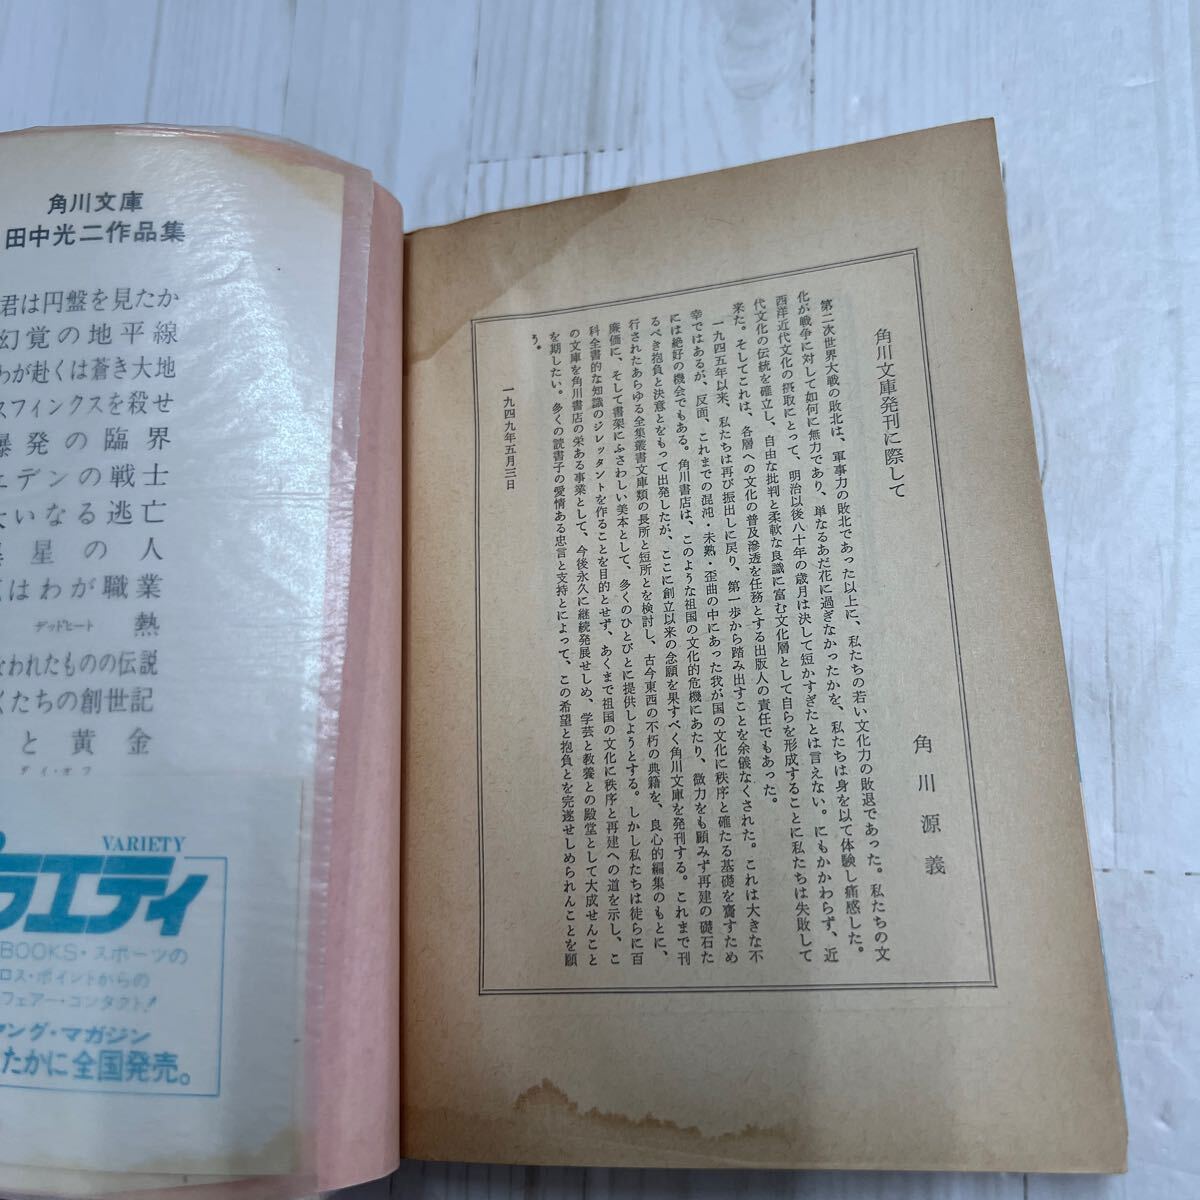 角川文庫
田中光二作品集
君は円盤を見たか
幻覚の地平線
わが赴くは蒼き大地
スフィンクスを殺せ
爆発の臨界
エデンの戦士
大いなる逃亡
異星の人
はわが職業
デッドヒート
熱
なわれたものの伝説
くたちの創世記
と黄金
デイ・オフ
VARIETY
ラエティ
BOOKS・スポーツの
ロス・ポイントからの
フェアー・コンタクト!
ヤング・マガジン
たかに全国発売。
角川文庫発刊に際して
角川源義
第二次世界大戦の敗北は、軍事力の敗北であった以上に、私たちの若い文化力の敗退であった。私たちの文
化が戦争に対して如何に無力であり、単なるあだ花に過ぎなかったかを、私たちは身を以て体験し痛感した。
西洋近代文化の摂取にとって、明治以後八十年の歳月は決して短かすぎたとは言えない。にもかかわらず、近
代文化の伝統を確立し、自由な批判と柔軟な良識に富む文化層として自らを形成することに私たちは失敗して
来た。そしてこれは、各層への文化の普及滲透を任務とする出版人の責任でもあった。
一九四五年以来、私たちは再び振出しに戻り、第一歩から踏み出すことを余儀なくされた。これは大きな不
幸ではあるが、反面、これまでの混沌・未熟・歪曲の中にあった我が国の文化に秩序と確たる基礎を齎すため
には絶好の機会でもある。角川書店は、このような祖国の文化的危機にあたり、微力をも顧みず再建の礎石た
るべき抱負と決意とをもって出発したが、ここに創立以来の念願を果すべく角川文庫を発刊する。これまで刊
行されたあらゆる全集叢書文庫類の長所と短所とを検討し、古今東西の不朽の典籍を、良心的編集のもとに、
廉価に、そして書架にふさわしい美本として、多くのひとびとに提供しようとする。しかし私たちは徒らに百
科全書的な知識のジレッタントを作ることを目的とせず、あくまで祖国の文化に秩序と再建への道を示し、こ
の文庫を角川書店の栄ある事業として、今後永久に継続発展せしめ、学芸と教養との殿堂として大成せんこと
を期したい。多くの読書子の愛情ある忠言と支持とによって、この希望と抱負とを完遂せしめられんことを願
う。
一九四九年五月三日